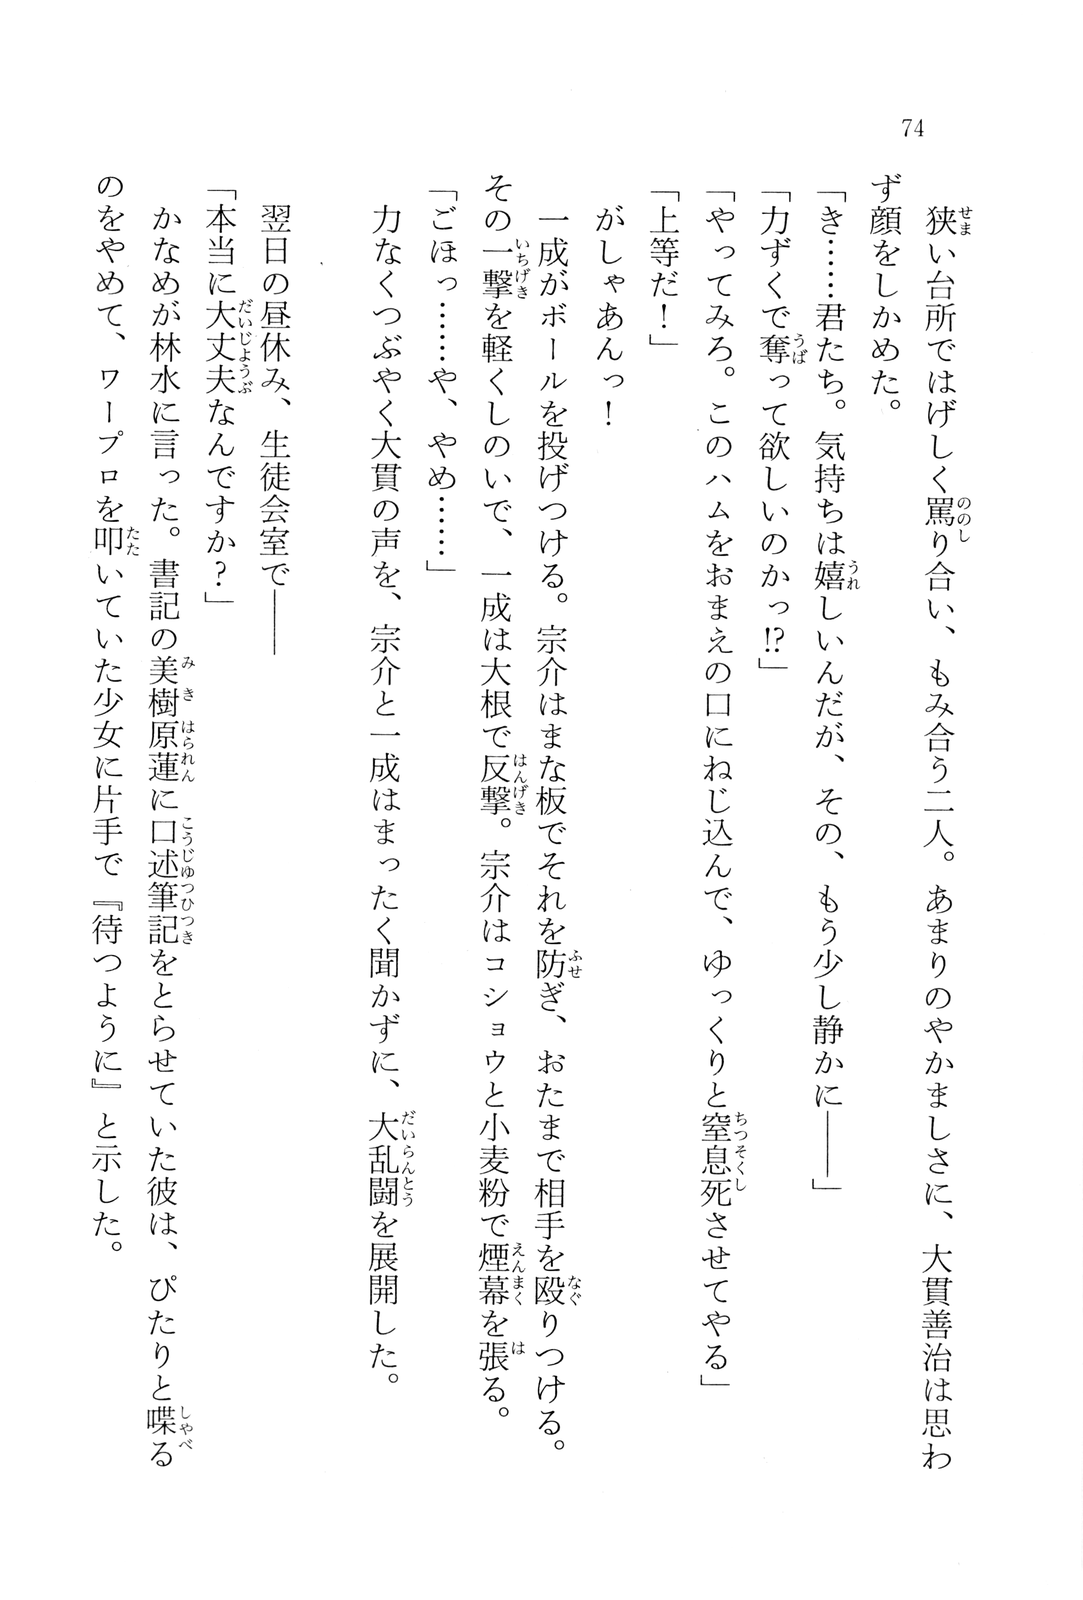 74
　狭い台所ではげしく罵り合い、もみ合う二人。あまりのやかましさに、大貫善治は思わ
ず顔をしかめた。
「き……君たち。気持ちは嬉しいんだが、その、もう少し静かに――」
「力ずくで奪って欲しいのかっ!?」
「やってみろ。このハムをおまえの口にねじ込んで、ゆっくりと窒息死させてやる」
「上等だ！」
　がしゃあんっ！
　一成がボールを投げつける。宗介はまな板でそれを防ぎ、おたまで相手を殴りつける。
その一撃を軽くしのいで、一成は大根で反撃。宗介はコショウと小麦粉で煙幕を張る。
「ごほっ……や、やめ……」
　力なくつぶやく大貫の声を、宗介と一成はまったく聞かずに、大乱闘を展開した。
　翌日の昼休み、生徒会室で――
「本当に大丈夫なんですか？」
　かなめが林水に言った。書記の美樹原蓮に口述筆記をとらせていた彼は、ぴたりと喋る
のをやめて、ワープロを叩いていた少女に片手で『待つように』と示した。